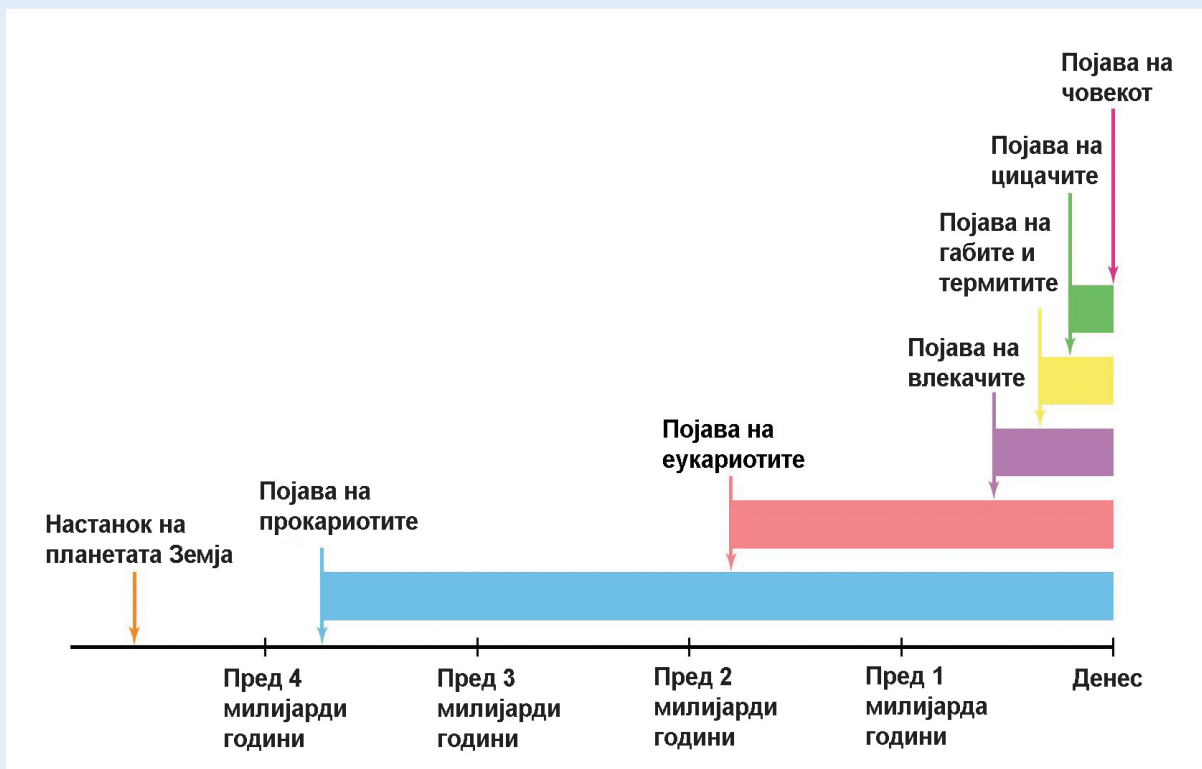 Појава на
човекот
Појава на
цицачите
Појава на
габите и
термитите
Појава на
влекачите
Појава на
еукариотите
Појава на
прокариотите
Настанок на
планетата Земја
Пред 4
милијарди
години
Пред 3
милијарди
години
Пред 2
милијарди
години
Пред 1
милијарда
години
Денес